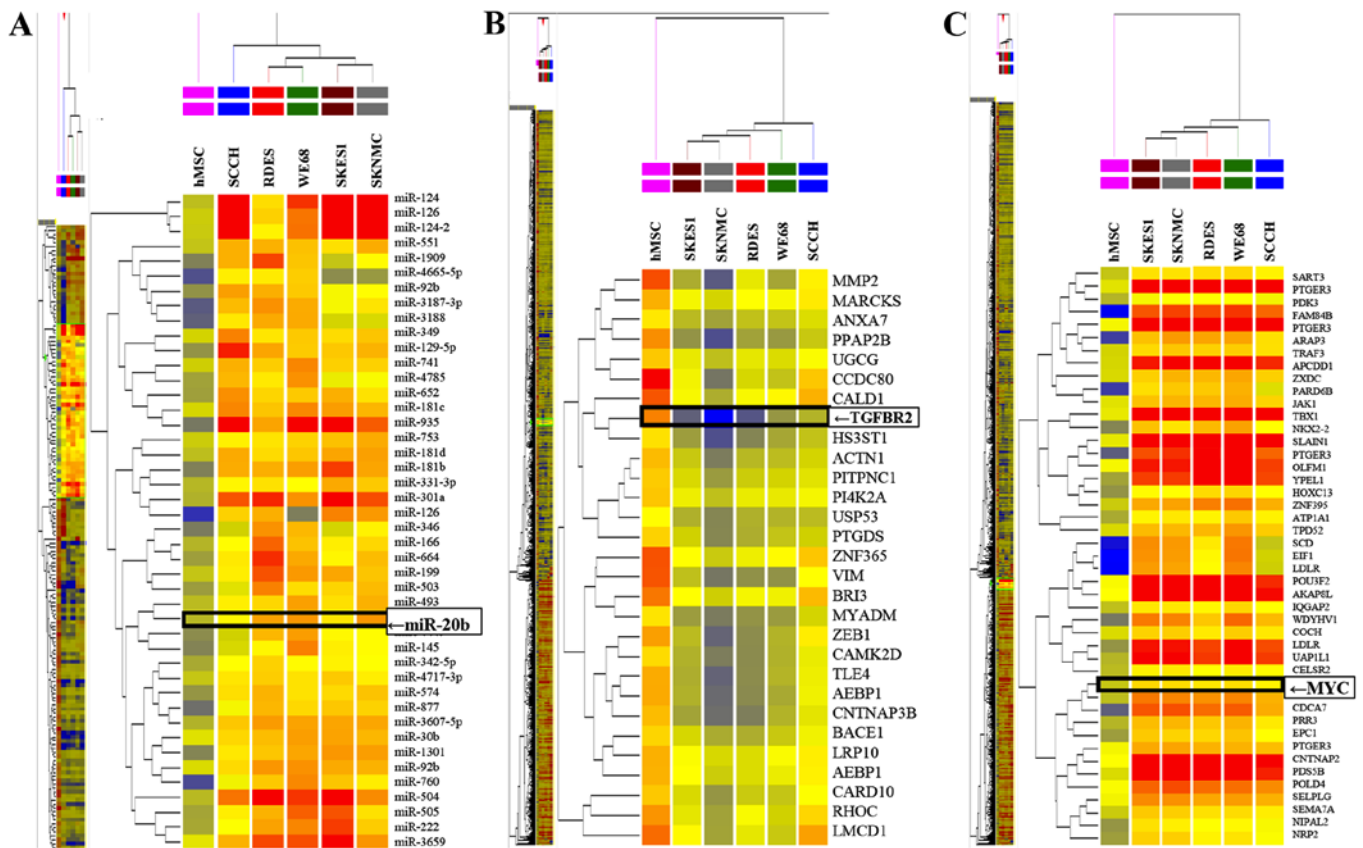 A
B
C
hMSC
SCCH
RDES
WE68
SKES1
SKNMC
miR-124
miR-126
miR-124-2
miR-551
miR-1909
miR-4665-5p
miR-92b
miR-3187-3p
miR-3188
miR-349
miR-129-5p
miR-741
miR-4785
miR-652
miR-181c
miR-935
miR-753
miR-181d
miR-181b
miR-331-3p
miR-301a
miR-126
miR-346
miR-166
miR-664
miR-199
miR-503
miR-493
←miR-20b
miR-145
miR-342-5p
miR-4717-3p
miR-574
miR-877
miR-3607-5p
miR-30b
miR-1301
miR-92b
miR-760
miR-504
miR-505
miR-222
miR-3659
hMSC
SKES1
SKNMC
RDES
WE68
SCCH
MMP2
MARCKS
ANXA7
PPAP2B
UGCG
CCDC80
CALD1
←TGFBR2
HS3ST1
ACTN1
PITPNC1
PI4K2A
USP53
PTGDS
ZNF365
VIM
BRI3
MYADM
ZEB1
CAMK2D
TLE4
AEBP1
CNTNAP3B
BACE1
LRP10
AEBP1
CARD10
RHOC
LMCD1
hMSC
SKES1
SKNMC
RDES
WE68
SCCH
SART3
PTGER3
PDK3
FAM84B
PTGER3
ARAP3
TRAF3
APCDD1
ZXDC
PARD6B
JAK1
TBX1
NKX2-2
SLAIN1
PTGER3
OLFM1
YPEL1
HOXC13
ZNF395
ATP1A1
TPD52
SCD
EIF1
LDLR
POU3F2
AKAP8L
IQGAP2
WDYHV1
COCH
LDLR
UAP1L1
CELSR2
←MYC
CDCA7
PRR3
EPC1
PTGER3
CNTNAP2
PDS5B
POLD4
SELPLG
SEMA7A
NIPAL2
NRP2